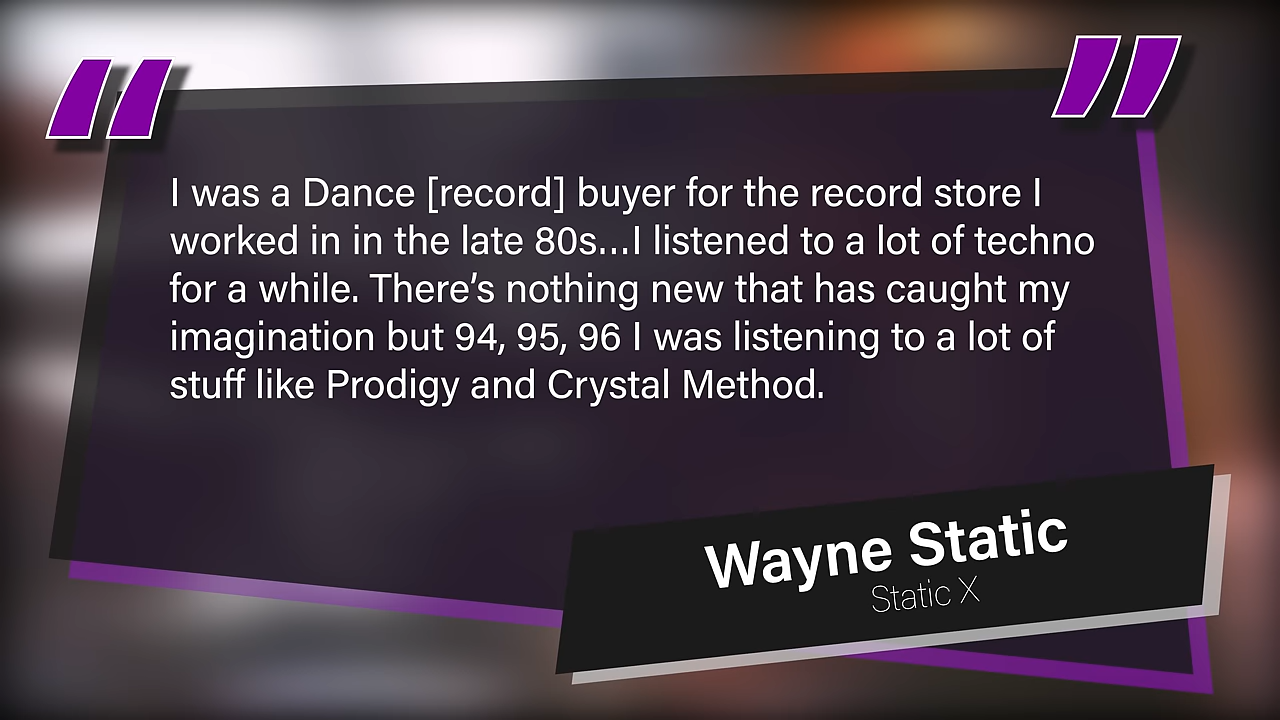 I was a Dance [record] buyer for the record store I
worked in in the late 80s...I listened to a lot of techno
for a while. There’s nothing new that has caught my
imagination but 94, 95, 96 I was listening to a lot of
stuff like Prodigy and Crystal Method.
Wayne Static
Static X